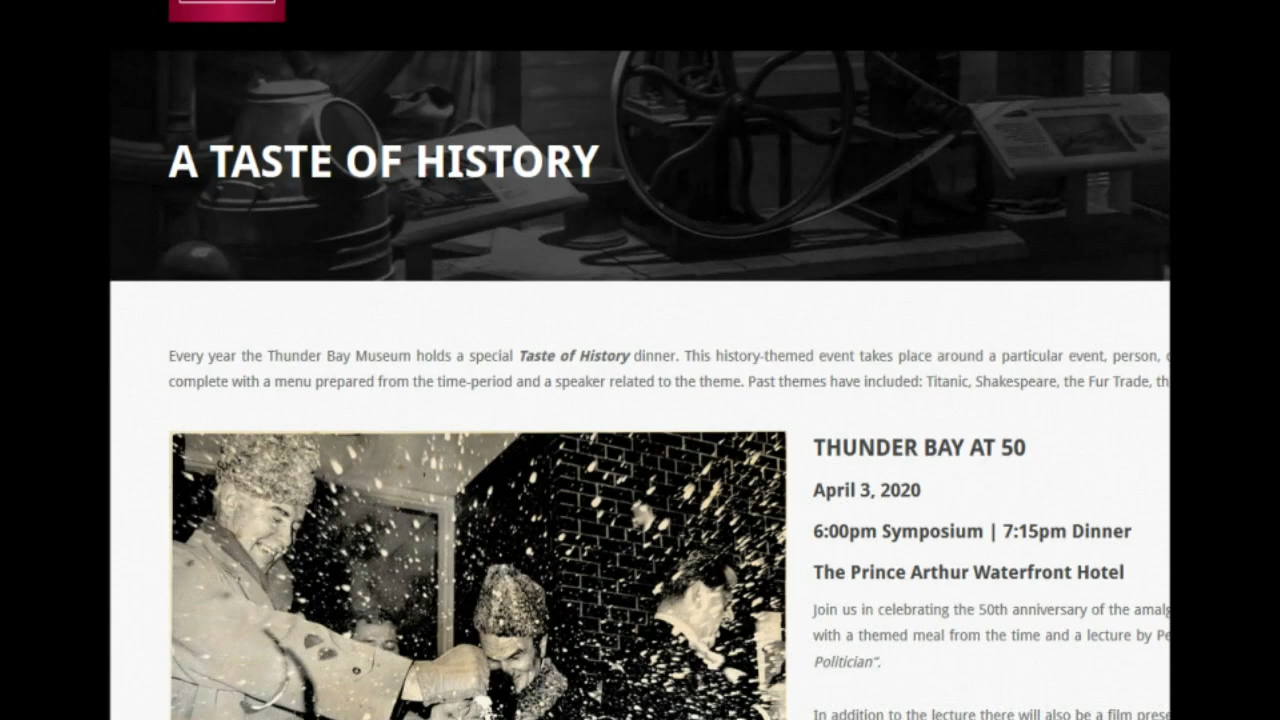 A TASTE OF HISTORY
Every year the Thunder Bay Museum holds a special Taste of History dinner. This history-themed event takes place around a particular event, person,
complete with a menu prepared from the time-period and a speaker related to the theme. Past themes have included: Titanic, Shakespeare, the Fur Trade,
THUNDER BAY AT 50
April 3, 2020
6:00pm Symposium | 7:15pm Dinner
The Prince Arthur Waterfront Hotel
Join us in celebrating the 50th anniversary of the
with a themed meal from the time and a lecture by
Politician".
In addition to the lecture there will also be a film